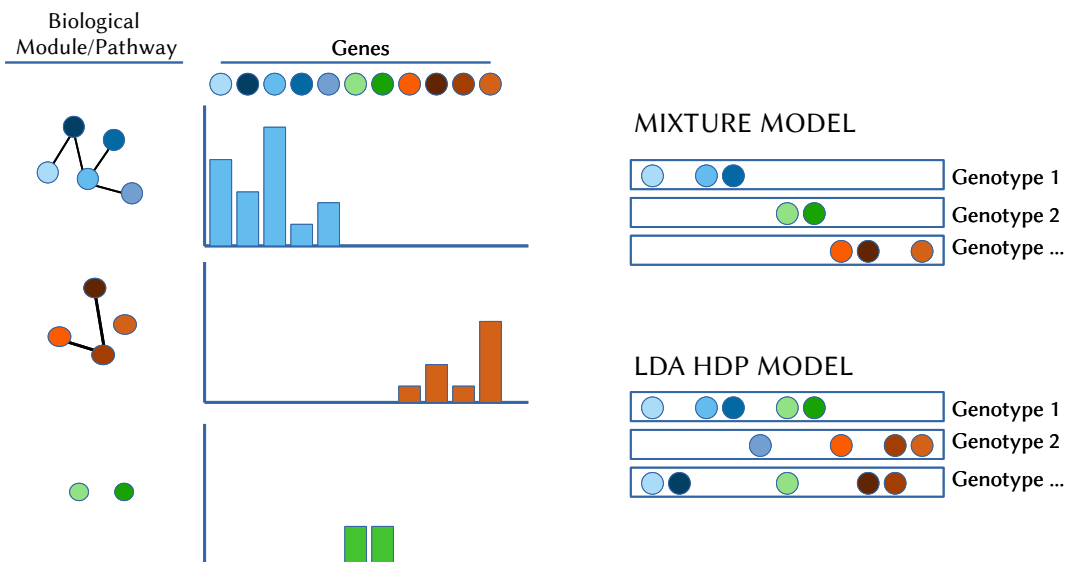 Biological
Module/Pathway
Genes
MIXTURE MODEL
Genotype 1
Genotype 2
Genotype ...
LDA HDP MODEL
Genotype 1
Genotype 2
Genotype ...